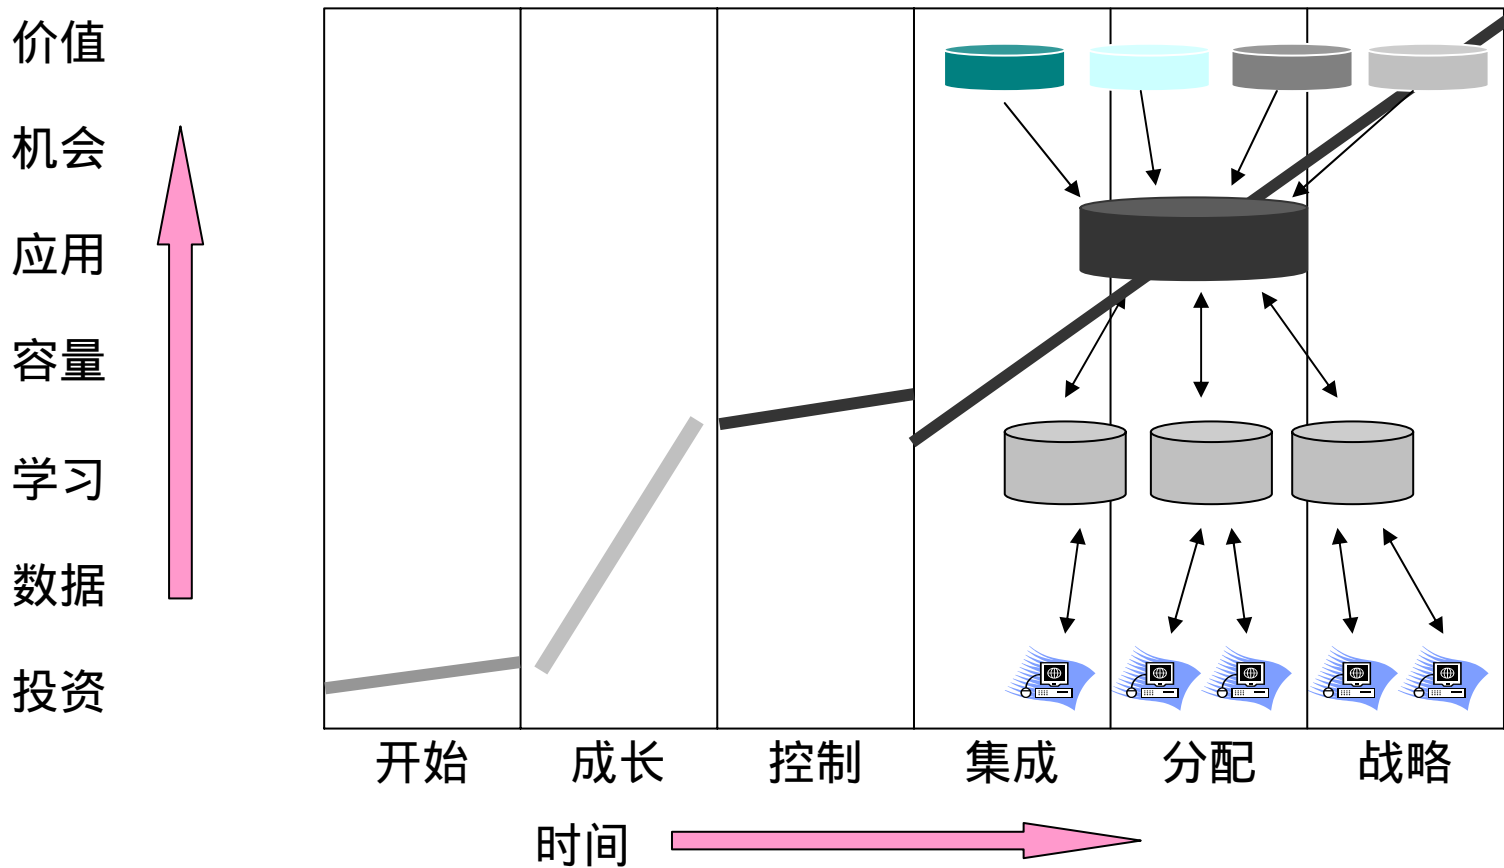 价值
机会
应用
容量
学习
数据
投资
开始 成长 控制 集成 分配 战略
时间